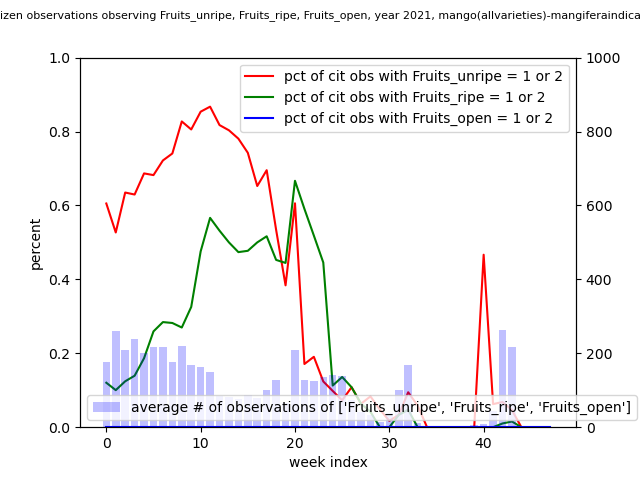 izen observations observing Fruits_unripe, Fruits_ripe, Fruits_open, year 2021, mango(allvarieties)-mangiferaindica
1.0
0.8
0.6
0.4
0.2
0.0
percent
1000
800
600
400
200
0
pct of cit obs with Fruits_unripe = 1 or 2
pct of cit obs with Fruits_ripe = 1 or 2
pct of cit obs with Fruits_open = 1 or 2
average # of observations of ['Fruits_unripe', 'Fruits_ripe', 'Fruits_open']
0 10 20 30 40
week index